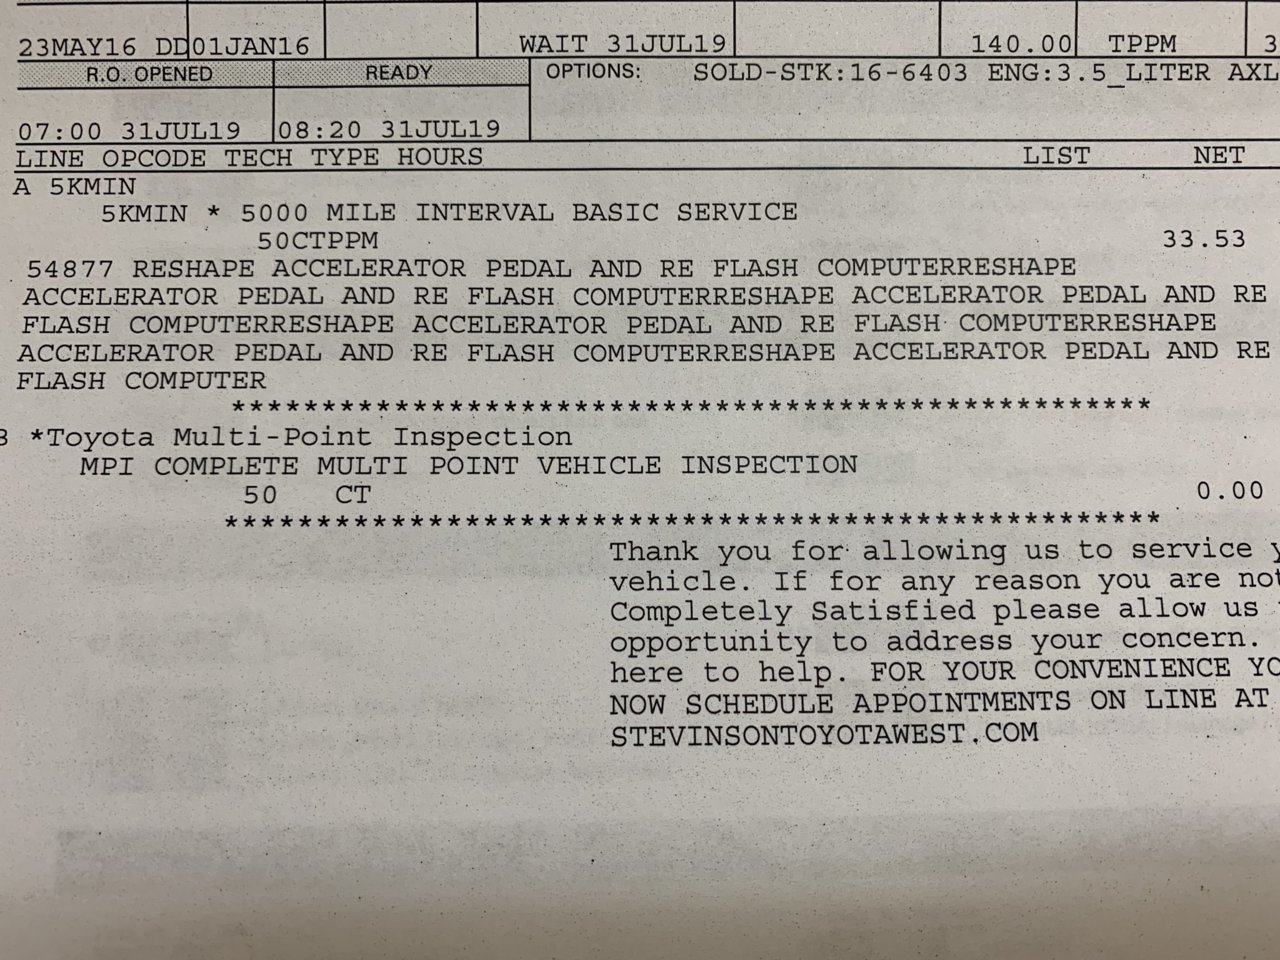 23MAY16 DD 01JAN16 WAIT 31JUL19 140.00 TPPM 3
R.O. OPENED READY OPTIONS: SOLD-STK:16-6403 ENG:3.5_LITER AXL
07:00 31JUL19 08:20 31JUL19
LINE OPCODE TECH TYPE HOURS LIST NET
A 5KMIN
5KMIN * 5000 MILE INTERVAL BASIC SERVICE
50CTPPM 33.53
54877 RESHAPE ACCELERATOR PEDAL AND RE FLASH COMPUTERRESHAPE
ACCELERATOR PEDAL AND RE FLASH COMPUTERRESHAPE ACCELERATOR PEDAL AND RE
FLASH COMPUTERRESHAPE ACCELERATOR PEDAL AND RE FLASH COMPUTERRESHAPE
ACCELERATOR PEDAL AND RE FLASH COMPUTERRESHAPE ACCELERATOR PEDAL AND RE
FLASH COMPUTER
****************************************************
B *Toyota Multi-Point Inspection
MPI COMPLETE MULTI POINT VEHICLE INSPECTION
50 CT 0.00
****************************************************
Thank you for allowing us to service y
vehicle. If for any reason you are not
Completely Satisfied please allow us
opportunity to address your concern.
here to help. FOR YOUR CONVENIENCE YO
NOW SCHEDULE APPOINTMENTS ON LINE AT
STEVINSONTOYOTAWEST.COM